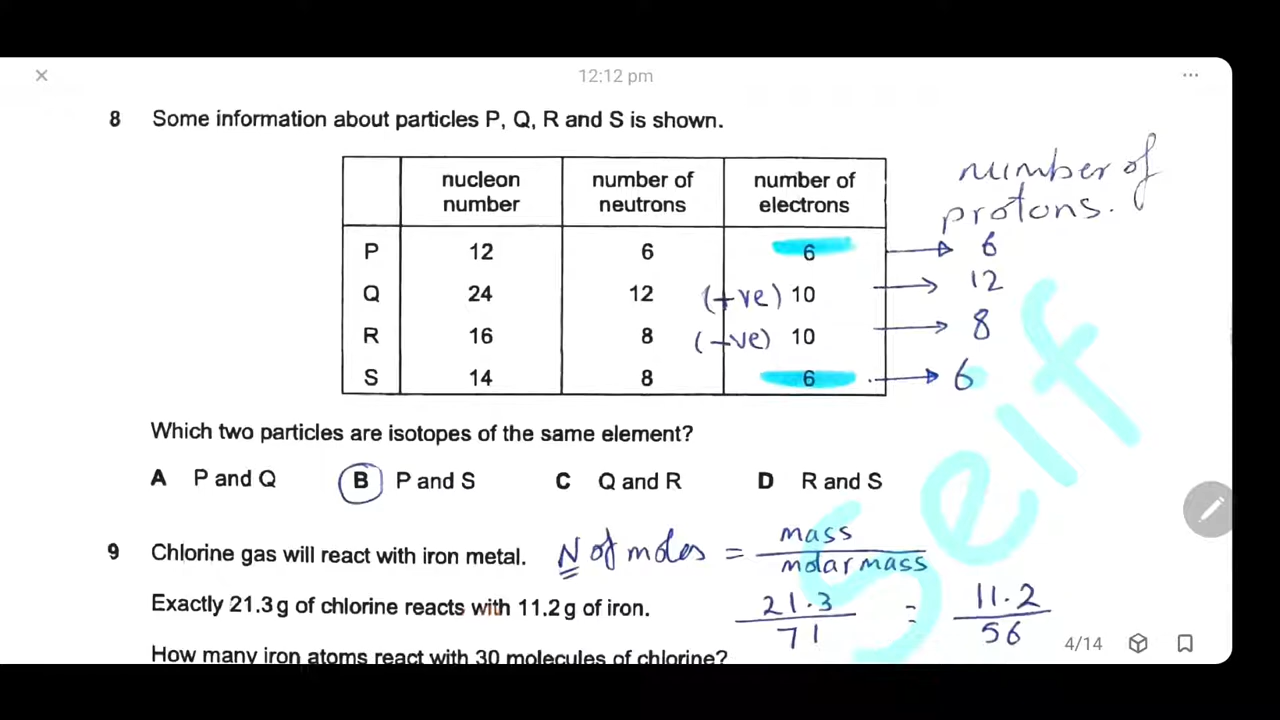 12:12 pm
8 Some information about particles P, Q, R and S is shown.
number of
protons.
nucleon number number of neutrons number of electrons
P 12 6 6 → 6
Q 24 12 (+ve) 10 → 12
R 16 8 (-ve) 10 → 8
S 14 8 6 → 6
Which two particles are isotopes of the same element?
A P and Q B P and S C Q and R D R and S
9 Chlorine gas will react with iron metal. N of moles = mass / molar mass
Exactly 21.3 g of chlorine reacts with 11.2 g of iron. 21.3 / 71 = 11.2 / 56
How many iron atoms react with 30 molecules of chlorine?
4/14
Self